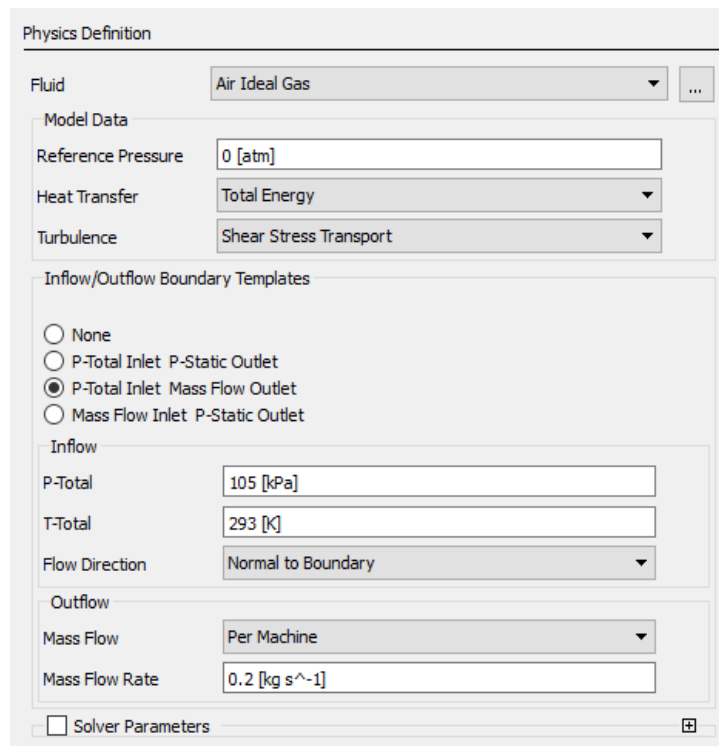 Physics Definition
Fluid Air Ideal Gas ...
Model Data
Reference Pressure 0 [atm]
Heat Transfer Total Energy
Turbulence Shear Stress Transport
Inflow/Outflow Boundary Templates
None
P-Total Inlet P-Static Outlet
P-Total Inlet Mass Flow Outlet
Mass Flow Inlet P-Static Outlet
Inflow
P-Total 105 [kPa]
T-Total 293 [K]
Flow Direction Normal to Boundary
Outflow
Mass Flow Per Machine
Mass Flow Rate 0.2 [kg s^-1]
Solver Parameters